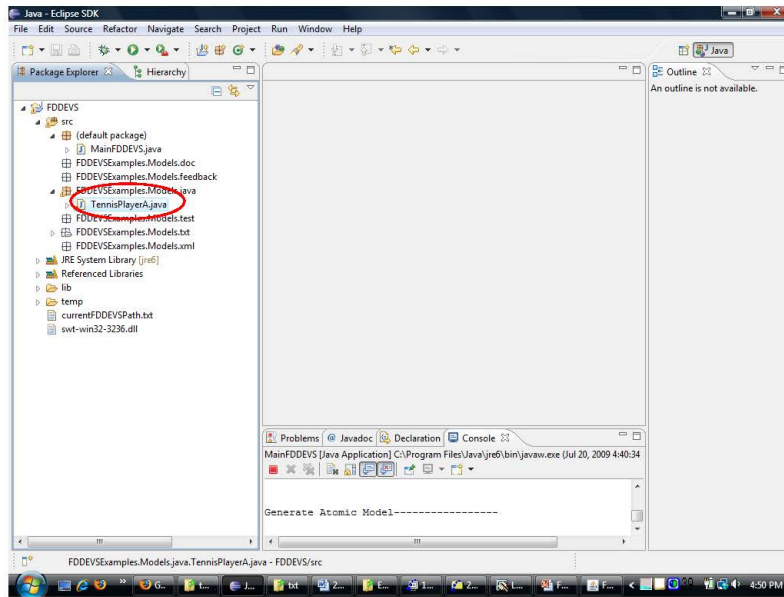 Java - Eclipse SDK
File Edit Source Refactor Navigate Search Project Run Window Help
Java
Package Explorer
Hierarchy
Outline
An outline is not available.
FDDEVS
src
(default package)
MainFDDEVS.java
FDDEVSExamples.Models.doc
FDDEVSExamples.Models.feedback
FDDEVSExamples.Models.java
TennisPlayerA.java
FDDEVSExamples.Models.test
FDDEVSExamples.Models.txt
FDDEVSExamples.Models.xml
JRE System Library [jre6]
Referenced Libraries
lib
temp
currentFDDEVSPath.txt
swt-win32-3236.dll
Problems @ Javadoc Declaration Console
MainFDDEVS [Java Application] C:\Program Files\Java\jre6\bin\javaw.exe (Jul 20, 2009 4:40:34
Generate Atomic Model-----------------
FDDEVSExamples.Models.java.TennisPlayerA.java - FDDEVS/src
G... t... J... txt 2... E... 1... 2... L... F... F... 4:50 PM